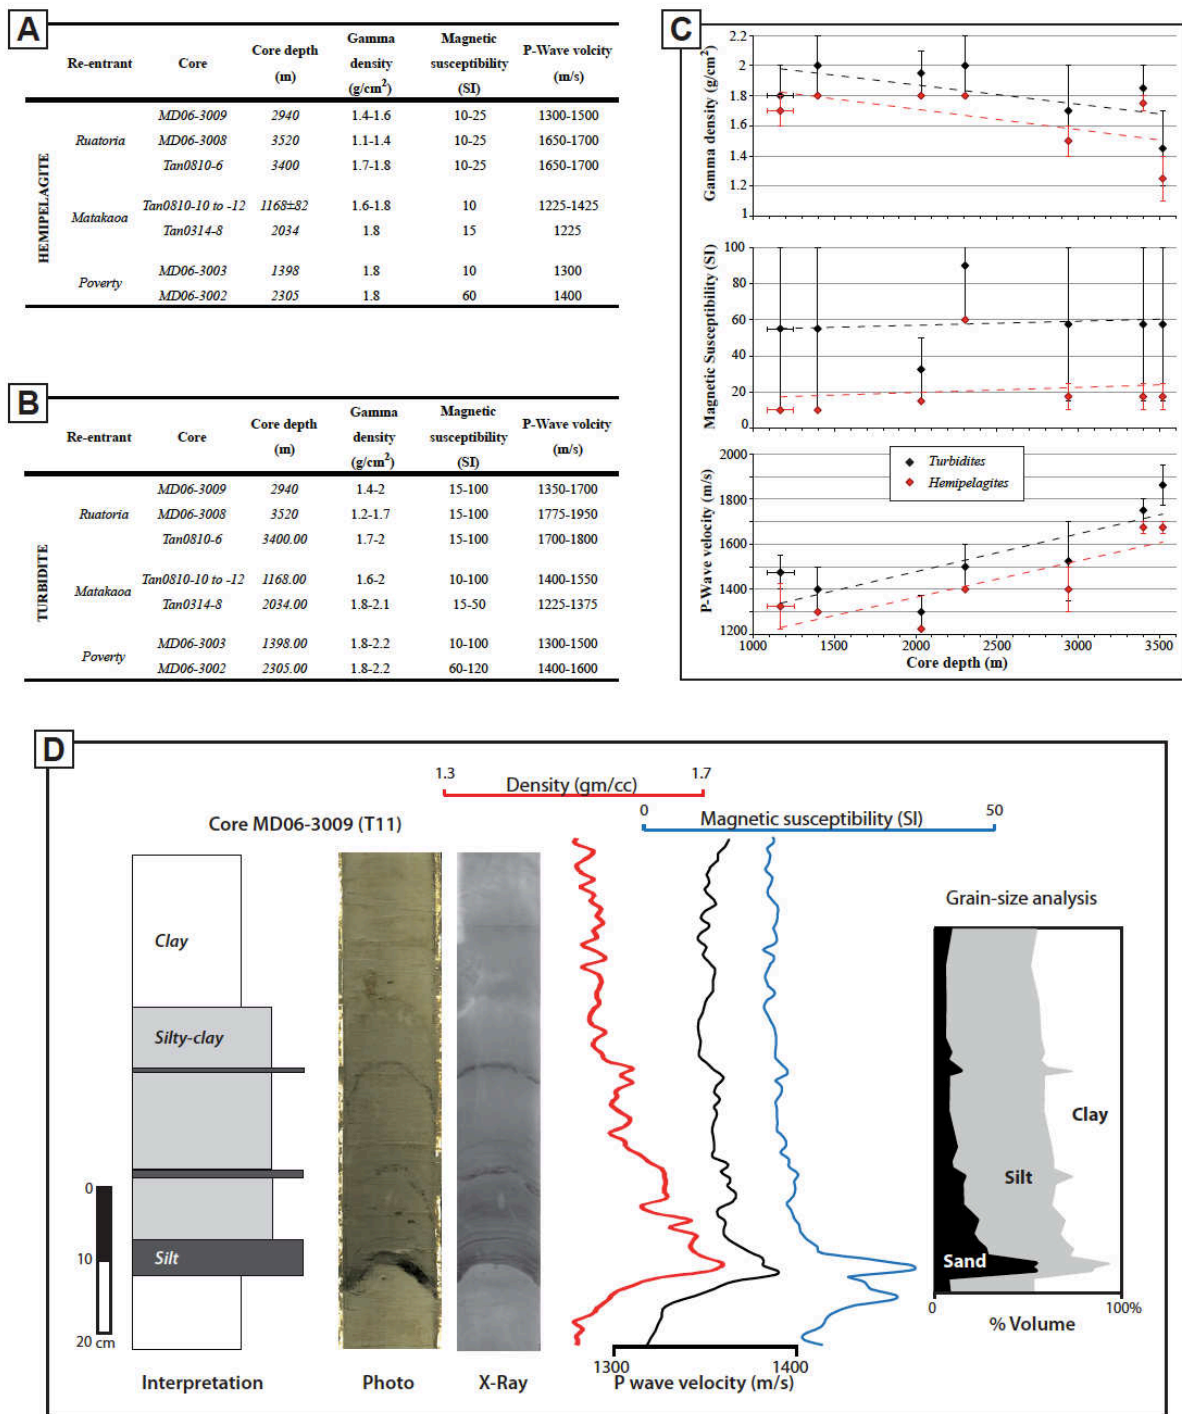 A
Re-entrant Core Core depth (m) Gamma density (g/cm²) Magnetic susceptibility (SI) P-Wave volcity (m/s)
HEMIPELAGITE
Ruatoria
MD06-3009 2940 1.4-1.6 10-25 1300-1500
MD06-3008 3520 1.1-1.4 10-25 1650-1700
Tan0810-6 3400 1.7-1.8 10-25 1650-1700
Matakaoa
Tan0810-10 to -12 1168±82 1.6-1.8 10 1225-1425
Tan0314-8 2034 1.8 15 1225
Poverty
MD06-3003 1398 1.8 10 1300
MD06-3002 2305 1.8 60 1400
B
Re-entrant Core Core depth (m) Gamma density (g/cm²) Magnetic susceptibility (SI) P-Wave volcity (m/s)
TURBIDITE
Ruatoria
MD06-3009 2940 1.4-2 15-100 1350-1700
MD06-3008 3520 1.2-1.7 15-100 1775-1950
Tan0810-6 3400.00 1.7-2 15-100 1700-1800
Matakaoa
Tan0810-10 to -12 1168.00 1.6-2 10-100 1400-1550
Tan0314-8 2034.00 1.8-2.1 15-50 1225-1375
Poverty
MD06-3003 1398.00 1.8-2.2 10-100 1300-1500
MD06-3002 2305.00 1.8-2.2 60-120 1400-1600
C
Gamma density (g/cm²)
2.2
2
1.8
1.6
1.4
1.2
1
Magnetic Susceptibility (SI)
100
80
60
40
20
0
P-Wave velocity (m/s)
2000
1800
1600
1400
1200
Turbidites
Hemipelagites
1000 1500 2000 2500 3000 3500
Core depth (m)
D
1.3 1.7
Density (gm/cc)
0 50
Magnetic susceptibility (SI)
Core MD06-3009 (T11)
Grain-size analysis
Clay
Silty-clay
Silt
0
10
20 cm
Clay
Silt
Sand
0 100%
% Volume
1300 1400
P wave velocity (m/s)
Interpretation Photo X-Ray